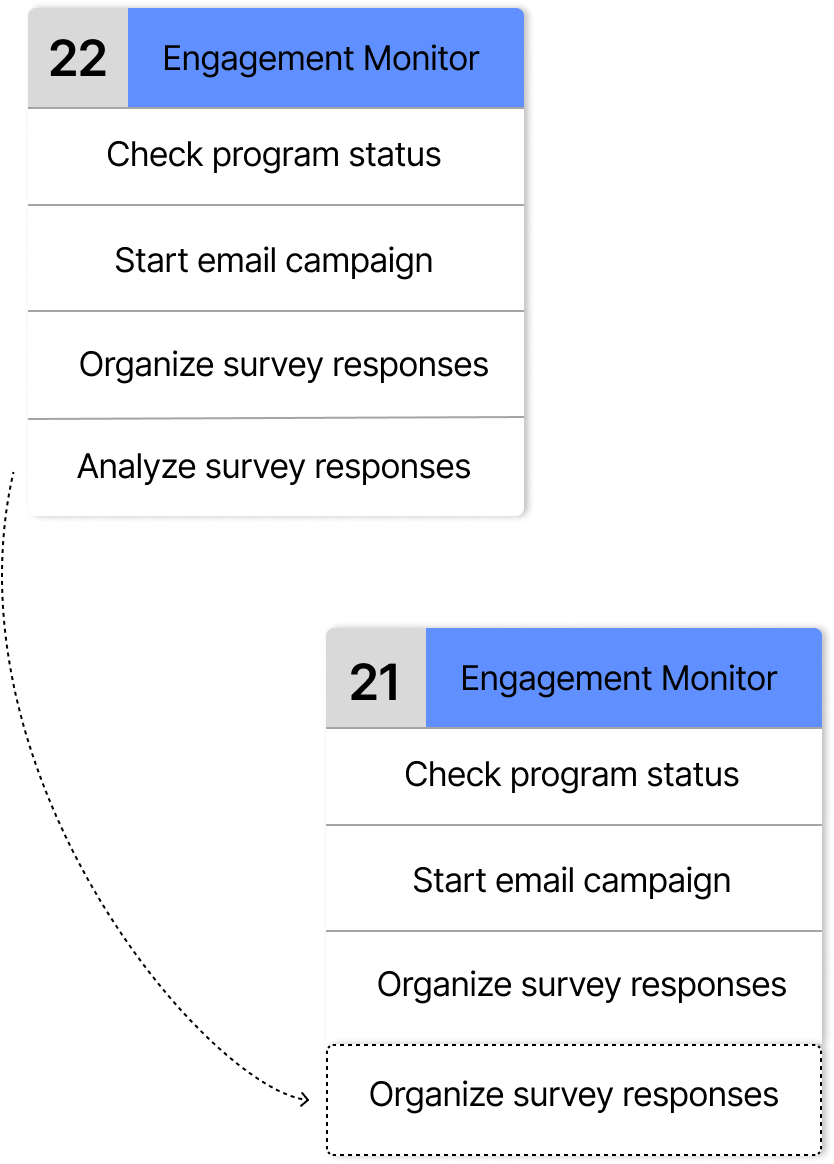 22 Engagement Monitor
Check program status
Start email campaign
Organize survey responses
Analyze survey responses
21 Engagement Monitor
Check program status
Start email campaign
Organize survey responses
Organize survey responses